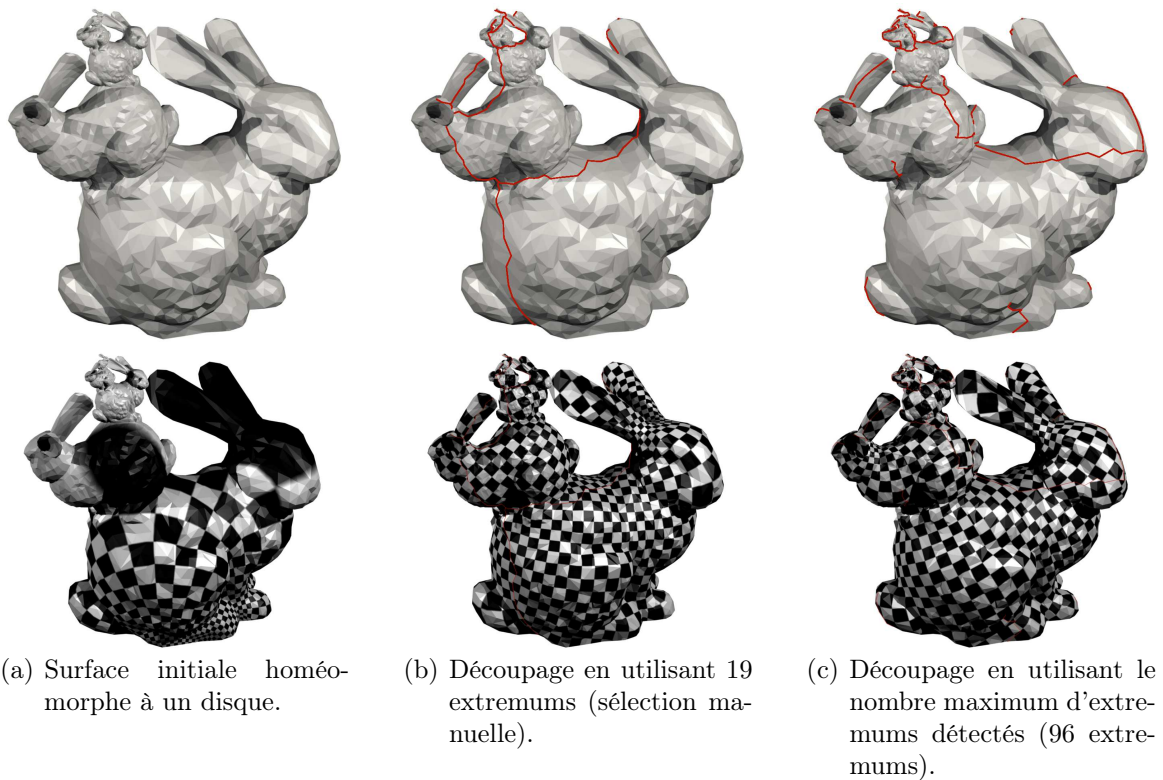 (a) Surface initiale homéo-
morphe à un disque.
(b) Découpage en utilisant 19
extremums (sélection ma-
nuelle).
(c) Découpage en utilisant le
nombre maximum d'extre-
mums détectés (96 extre-
mums).